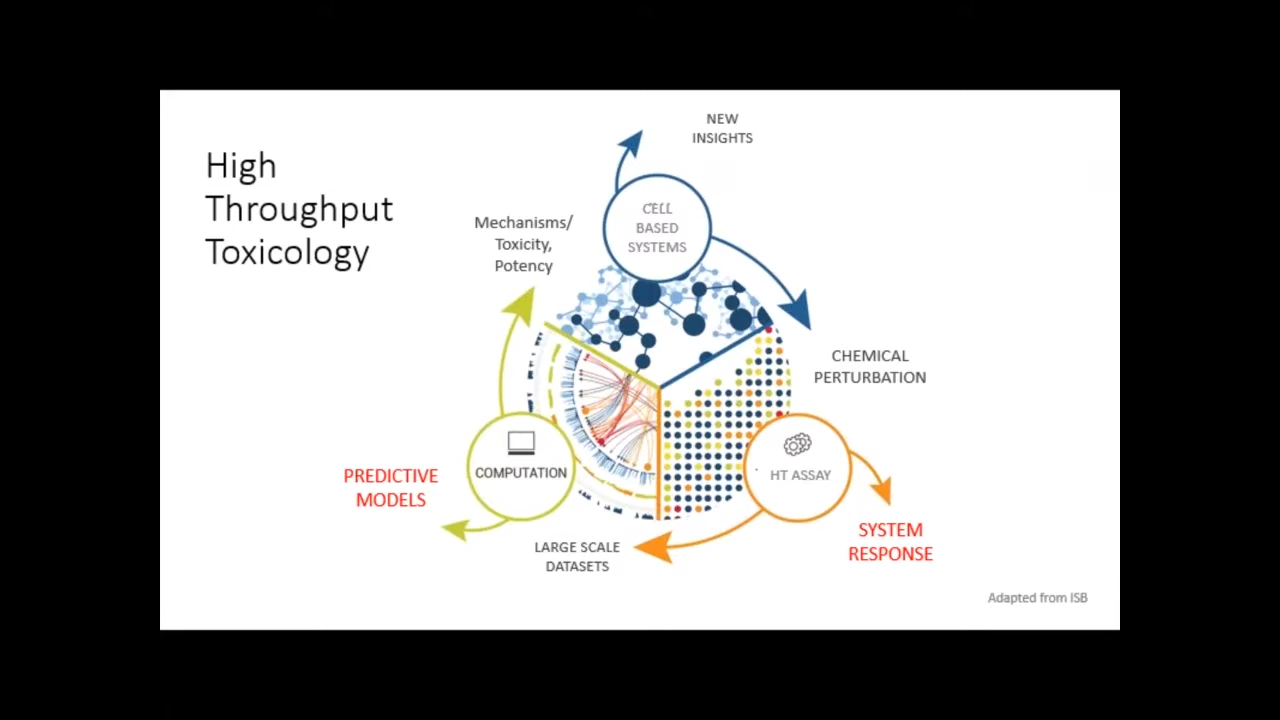 High
Throughput
Toxicology
NEW
INSIGHTS
CELL
BASED
SYSTEMS
Mechanisms/
Toxicity,
Potency
CHEMICAL
PERTURBATION
HT ASSAY
SYSTEM
RESPONSE
LARGE SCALE
DATASETS
COMPUTATION
PREDICTIVE
MODELS
Adapted from ISB